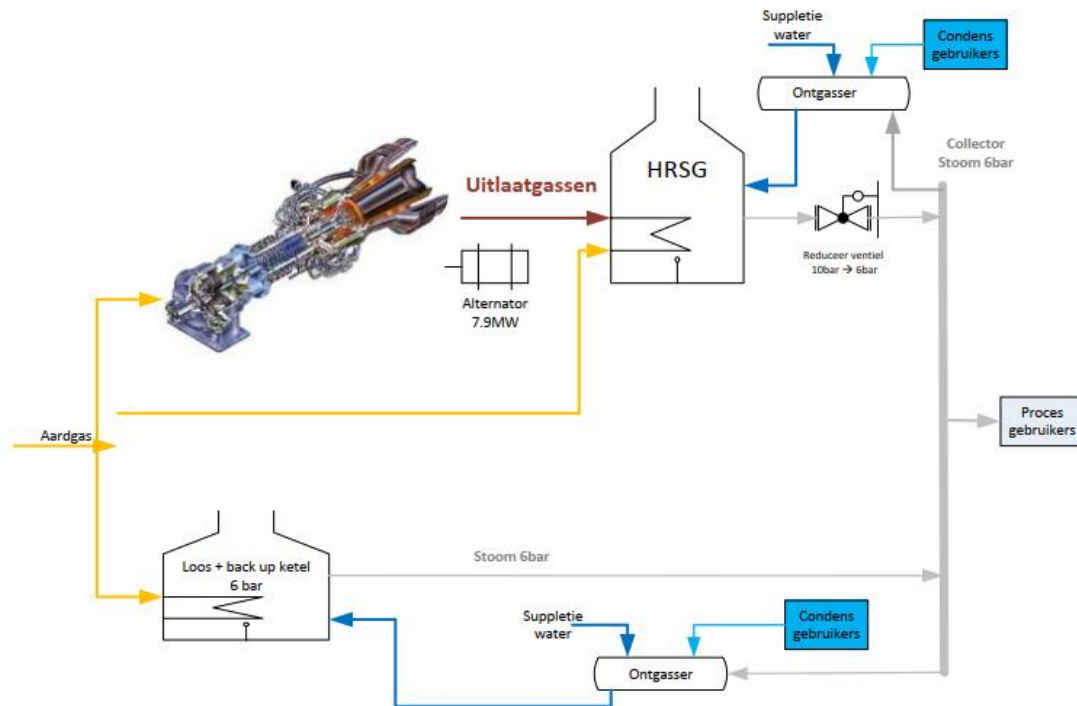 Suppletie
water
Condens
gebruikers
Ontgasser
HRSG
Collector
Stoom 6bar
Uitlaatgassen
Reduceer ventiel
10bar → 6bar
Alternator
7.9MW
Aardgas
Proces
gebruikers
Loos + back up ketel
6 bar
Stoom 6bar
Suppletie
water
Condens
gebruikers
Ontgasser